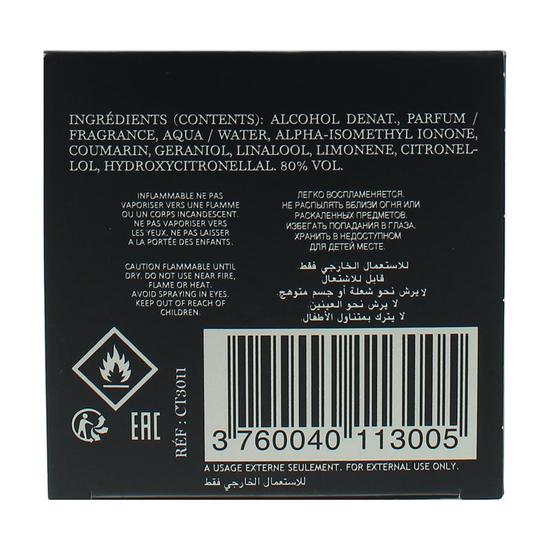 INGRÉDIENTS (CONTENTS): ALCOHOL DENAT., PARFUM /
FRAGRANCE, AQUA / WATER, ALPHA-ISOMETHYL IONONE,
COUMARIN, GERANIOL, LINALOOL, LIMONENE, CITRONEL-
LOL, HYDROXYCITRONELLAL. 80% VOL.
INFLAMMABLE NE PAS
VAPORISER VERS UNE FLAMME
OU UN CORPS INCANDESCENT.
NE PAS VAPORISER VERS
LES YEUX. NE PAS LAISSER
A LA PORTÉE DES ENFANTS.
CAUTION FLAMMABLE UNTIL
DRY. DO NOT USE NEAR FIRE,
FLAME OR HEAT.
AVOID SPRAYING IN EYES.
KEEP OUT OF REACH OF
CHILDREN.
ЛЕГКО ВОСПЛАМЕНЯЕТСЯ.
НЕ РАСПЫЛЯТЬ ВБЛИЗИ ОГНЯ ИЛИ
РАСКАЛЕННЫХ ПРЕДМЕТОВ.
ИЗБЕГАТЬ ПОПАДАНИЯ В ГЛАЗА.
ХРАНИТЬ В НЕДОСТУПНОМ
ДЛЯ ДЕТЕЙ МЕСТЕ.
للاستعمال الخارجي فقط
قابل للاشتعال
لا يرش نحو شعلة أو جسم متوهج.
لا يرش نحو العينين.
لا يترك بمتناول الأطفال.
EAC
RÉF : CT3011
3 760040 113005
A USAGE EXTERNE SEULEMENT. FOR EXTERNAL USE ONLY.
للاستعمال الخارجي فقط